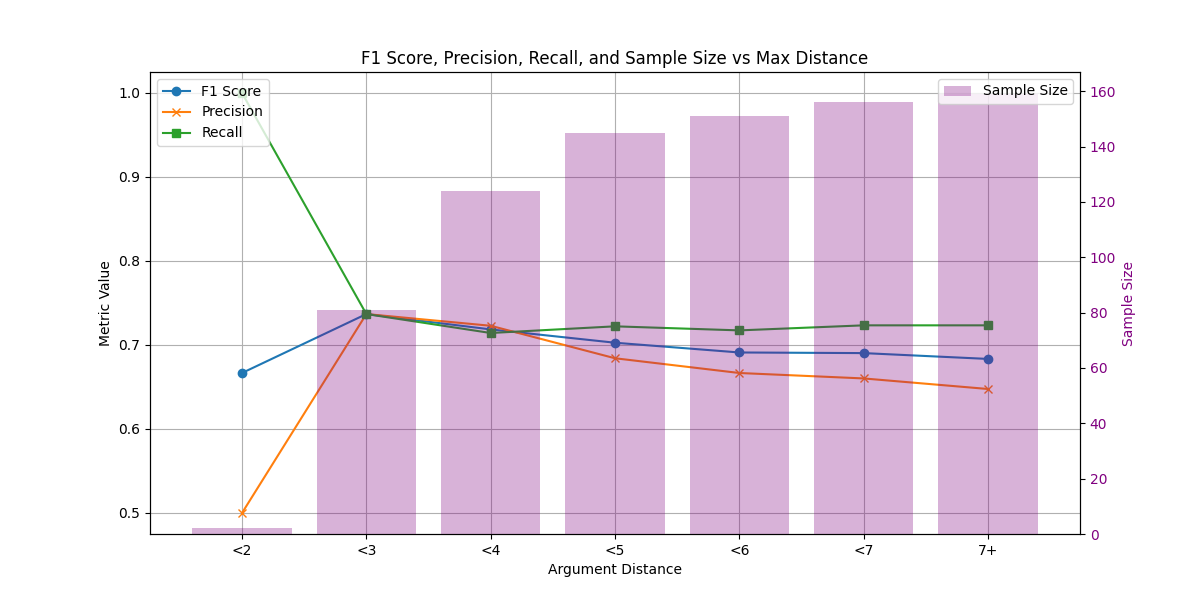 F1 Score, Precision, Recall, and Sample Size vs Max Distance
F1 Score
Precision
Recall
Sample Size
1.0
0.9
0.8
0.7
0.6
0.5
Metric Value
160
140
120
100
80
60
40
20
0
Sample Size
<2
<3
<4
<5
<6
<7
7+
Argument Distance